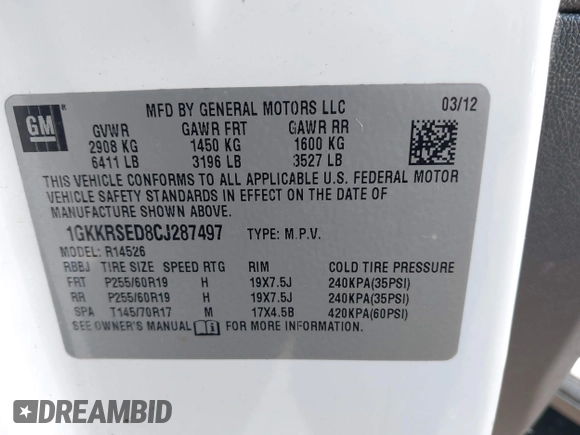 GM
MFD BY GENERAL MOTORS LLC 03/12
GVWR GAWR FRT GAWR RR
2908 KG 1450 KG 1600 KG
6411 LB 3196 LB 3527 LB
THIS VEHICLE CONFORMS TO ALL APPLICABLE U.S. FEDERAL MOTOR
VEHICLE SAFETY STANDARDS IN EFFECT ON THE DATE OF
MANUFACTURE SHOWN ABOVE.
1GKKRSED8CJ287497 TYPE: M.P.V.
MODEL: R14526
RBBJ TIRE SIZE SPEED RTG RIM COLD TIRE PRESSURE
FRT P255/60R19 H 19X7.5J 240KPA(35PSI)
RR P255/60R19 H 19X7.5J 240KPA(35PSI)
SPA T145/70R17 M 17X4.5B 420KPA(60PSI)
SEE OWNER'S MANUAL FOR MORE INFORMATION.
DREAMBID